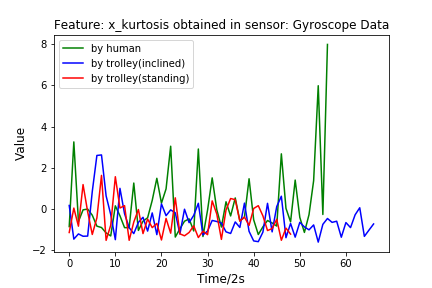 Feature: x_kurtosis obtained in sensor: Gyroscope Data
by human
by trolley(inclined)
by trolley(standing)
Value
8
6
4
2
0
−2
0 10 20 30 40 50 60
Time/2s